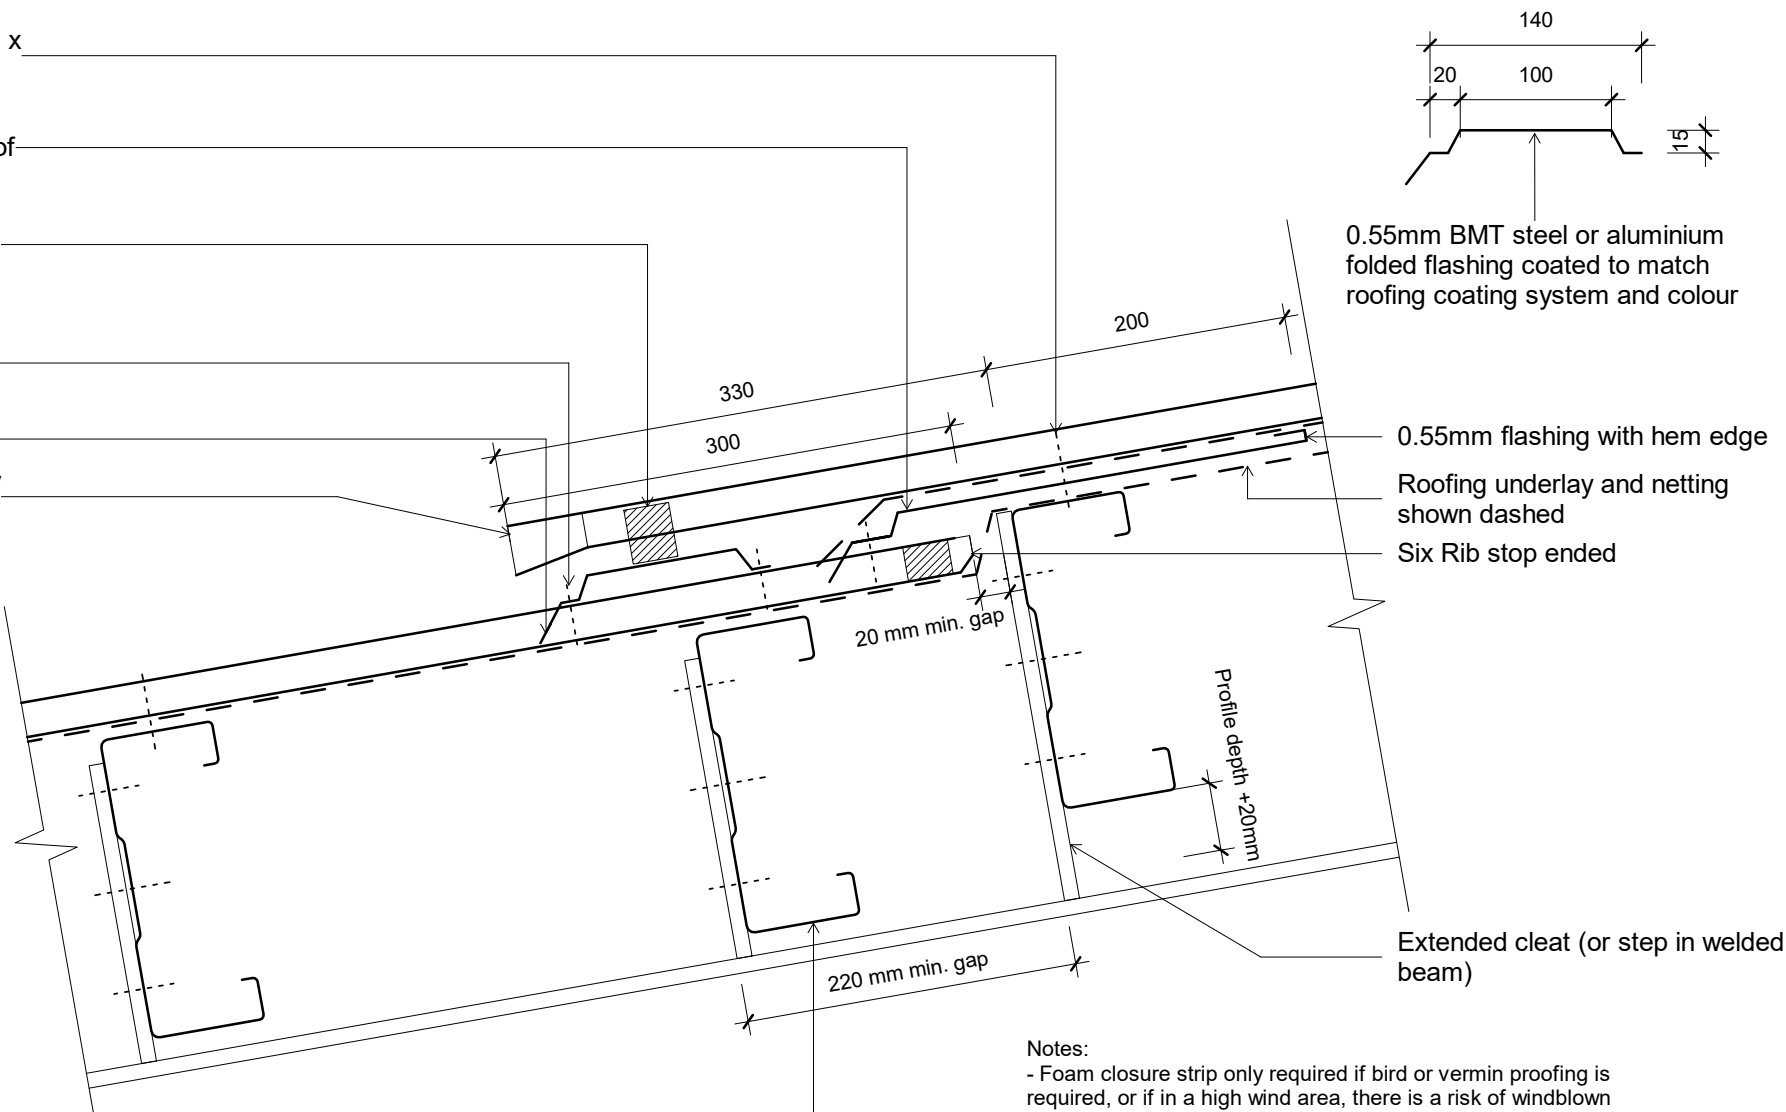 x
140
20
100
15
of
0.55mm BMT steel or aluminium
folded flashing coated to match
roofing coating system and colour
200
330
300
0.55mm flashing with hem edge
Roofing underlay and netting
shown dashed
Six Rib stop ended
20 mm min. gap
Profile depth +20mm
Extended cleat (or step in welded
beam)
220 mm min. gap
Notes:
- Foam closure strip only required if bird or vermin proofing is
required, or if in a high wind area, there is a risk of windblown